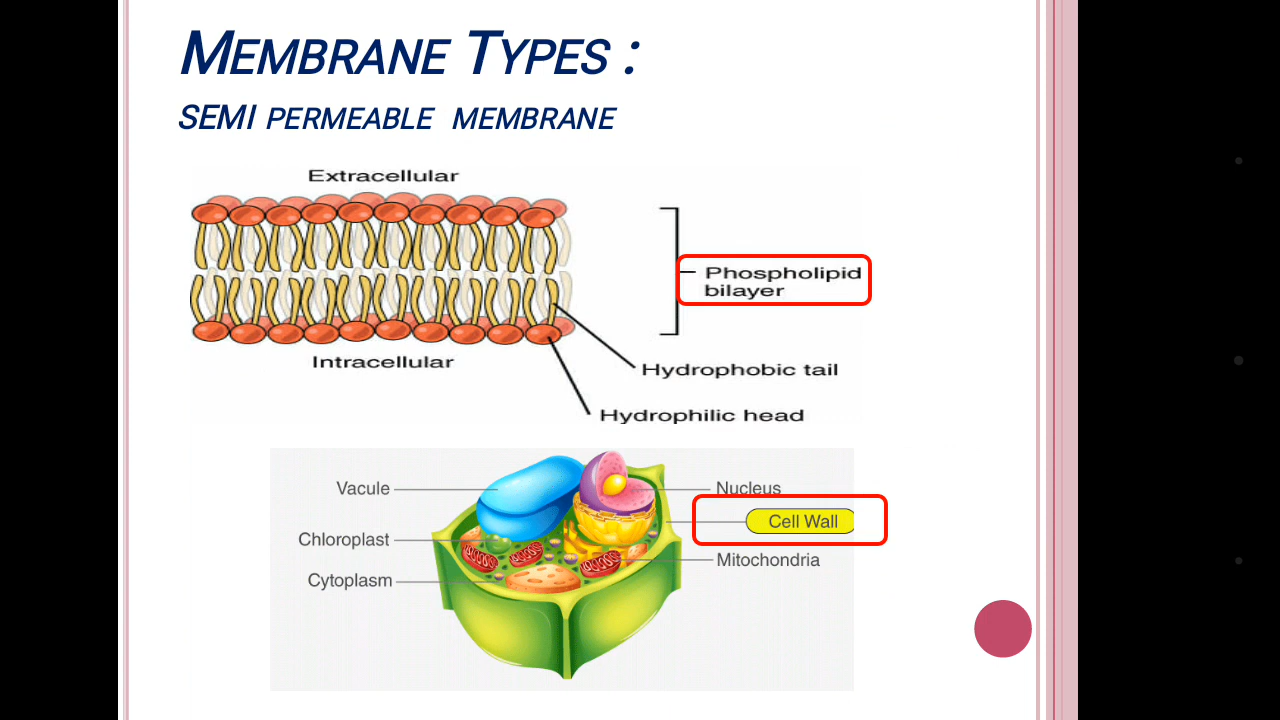 MEMBRANE TYPES :
SEMI PERMEABLE MEMBRANE
Extracellular
Phospholipid
bilayer
Intracellular
Hydrophobic tail
Hydrophilic head
Vacule
Nucleus
Cell Wall
Chloroplast
Mitochondria
Cytoplasm